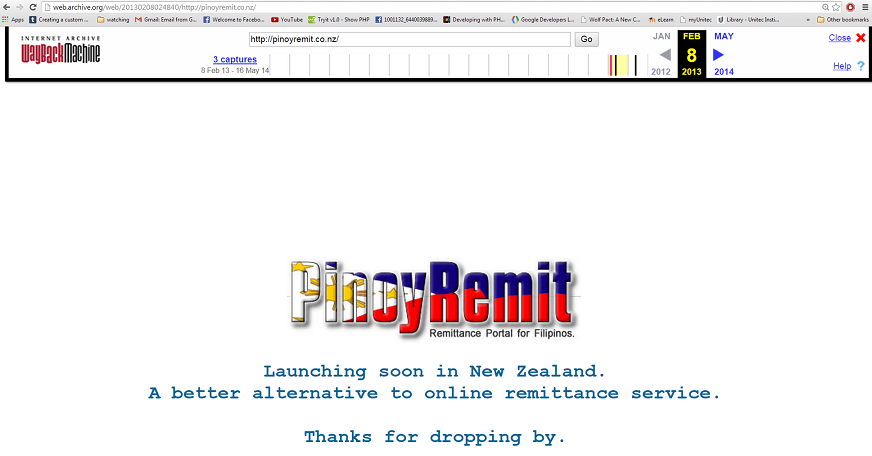 web.archive.org/web/20130208024840/http://pinoyremit.co.nz/
Apps
Creating a custom ...
watching
Gmail: Email from G...
Welcome to Faceboo...
YouTube
Tryit v1.0 - Show PHP
1001132_6440039889...
Developing with PH...
Google Developers L...
Wolf Pact: A New C...
eLearn
myUnitec
Library - Unitec Insti...
»
Other bookmarks
INTERNET ARCHIVE
WayBackMachine
http://pinoyremit.co.nz/
Go
3 captures
8 Feb 13 - 16 May 14
JAN
FEB
MAY
8
2012
2013
2014
Close
Help ?
PinoyRemit
Remittance Portal for Filipinos.
Launching soon in New Zealand.
A better alternative to online remittance service.
Thanks for dropping by.